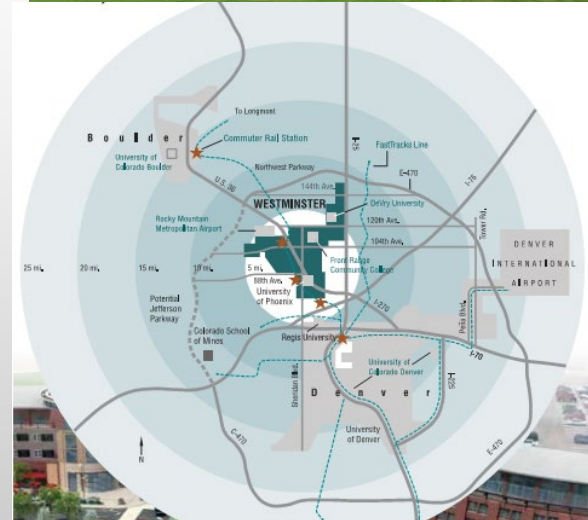 To Longmont
Boulder
Commuter Rail Station
University of
Colorado Boulder
I-25
FastTracks Line
Northwest Parkway
E-470
I-76
U.S. 36
144th Ave.
WESTMINSTER
DeVry University
Rocky Mountain
Metropolitan Airport
120th Ave.
104th Ave.
Tower Rd.
Front Range
Community College
DENVER
INTERNATIONAL
AIRPORT
25 mi.
20 mi.
15 mi.
10 mi.
5 mi.
88th Ave.
University
of Phoenix
I-270
Potential
Jefferson
Parkway
Peña Blvd.
Colorado School
of Mines
Regis University
I-70
University of
Colorado Denver
I-225
Sheridan Blvd.
Denver
University
of Denver
C-470
E-470
N